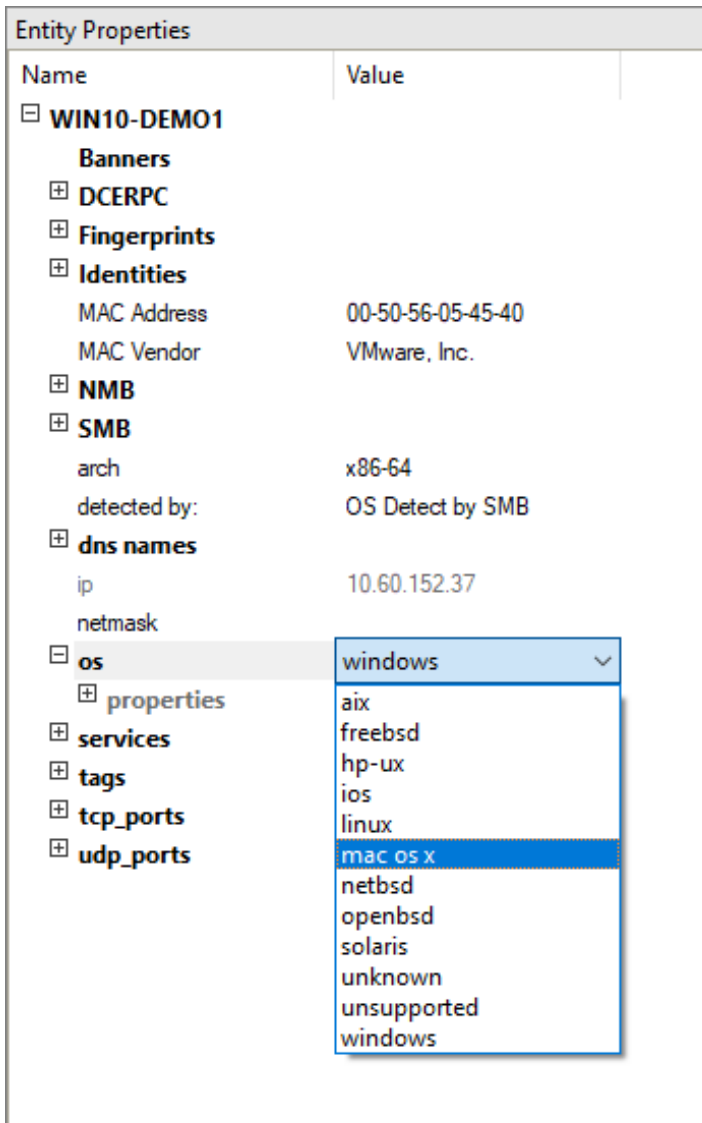 Entity Properties
Name Value
WIN10-DEMO1
Banners
DCERPC
Fingerprints
Identities
MAC Address 00-50-56-05-45-40
MAC Vendor VMware, Inc.
NMB
SMB
arch x86-64
detected by: OS Detect by SMB
dns names
ip 10.60.152.37
netmask
os windows
properties aix
freebsd
services hp-ux
tags ios
tcp_ports linux
udp_ports mac os x
netbsd
openbsd
solaris
unknown
unsupported
windows